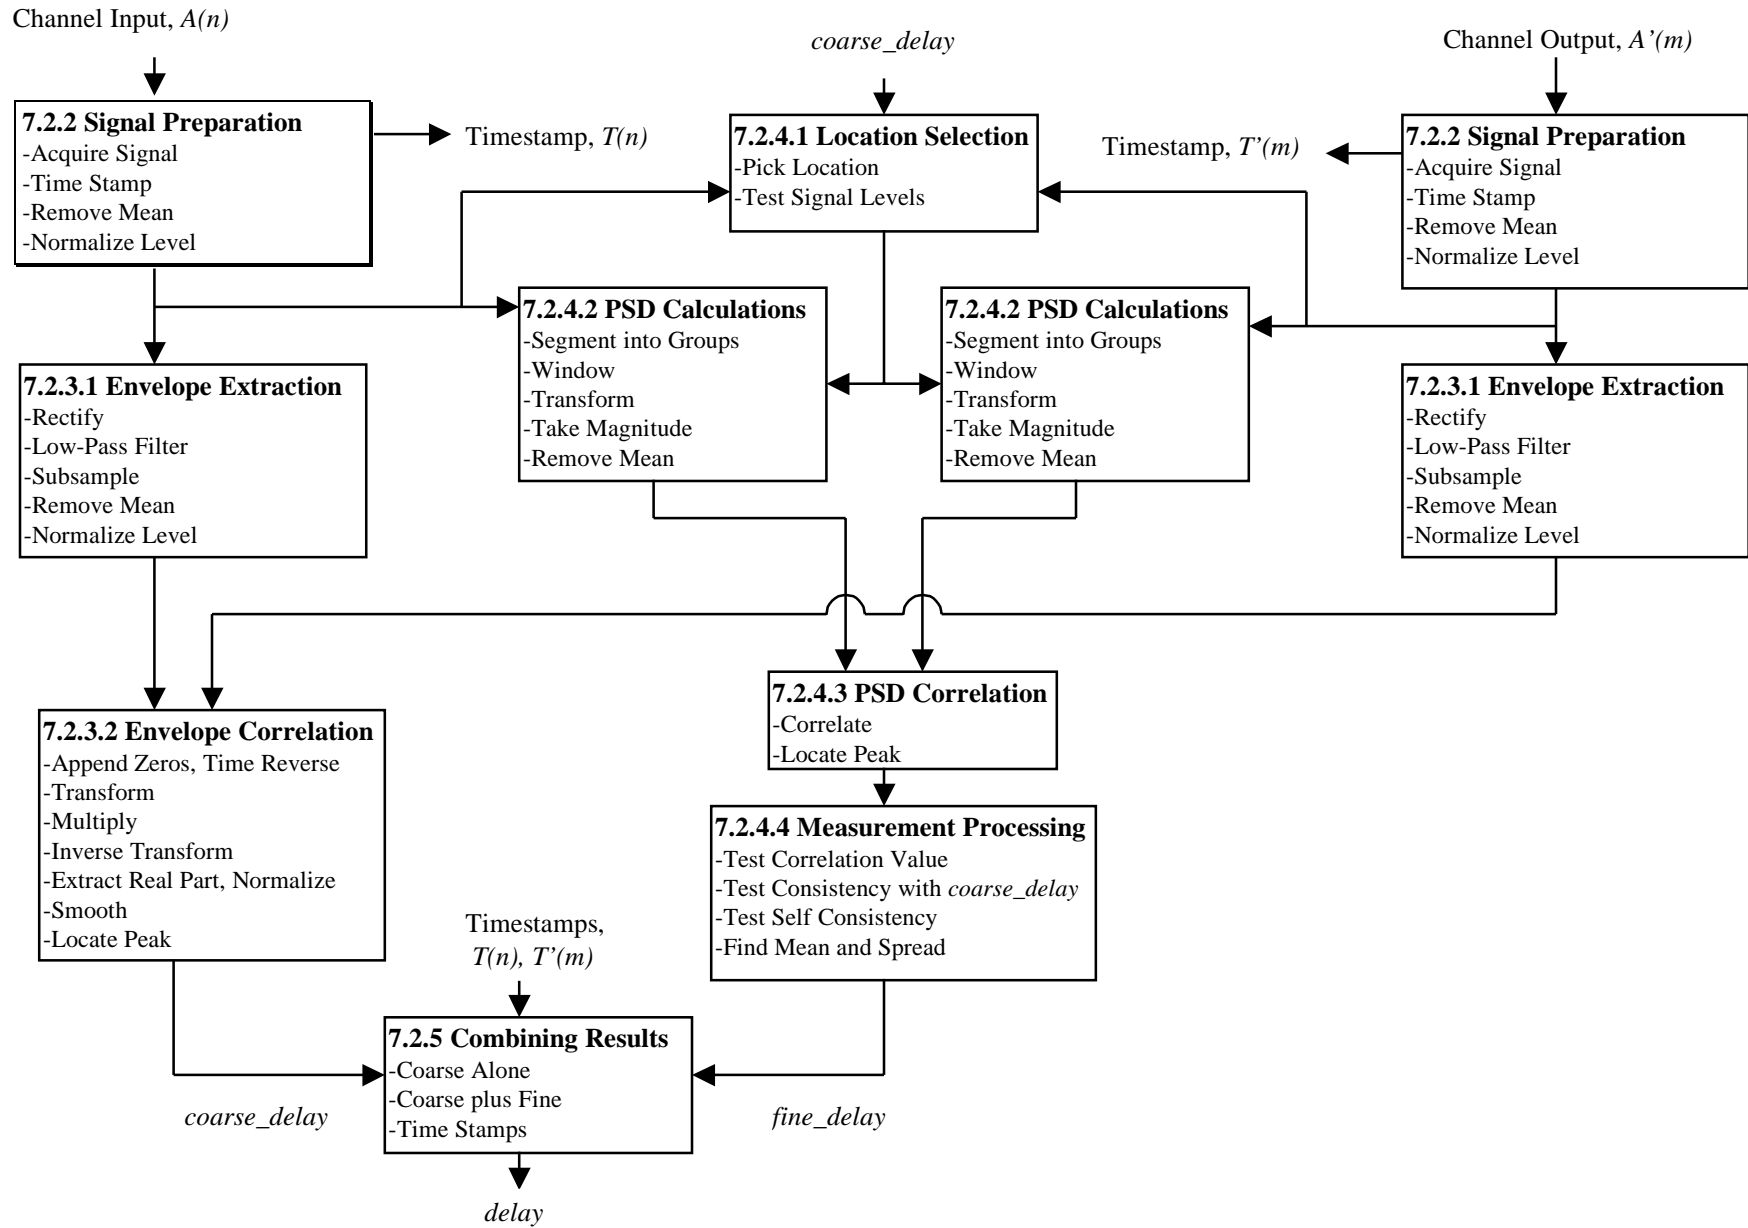 Channel Input, A(n)
coarse_delay
Channel Output, A’(m)
7.2.2 Signal Preparation
-Acquire Signal
-Time Stamp
-Remove Mean
-Normalize Level
Timestamp, T(n)
7.2.4.1 Location Selection
-Pick Location
-Test Signal Levels
Timestamp, T’(m)
7.2.2 Signal Preparation
-Acquire Signal
-Time Stamp
-Remove Mean
-Normalize Level
7.2.4.2 PSD Calculations
-Segment into Groups
-Window
-Transform
-Take Magnitude
-Remove Mean
7.2.4.2 PSD Calculations
-Segment into Groups
-Window
-Transform
-Take Magnitude
-Remove Mean
7.2.3.1 Envelope Extraction
-Rectify
-Low-Pass Filter
-Subsample
-Remove Mean
-Normalize Level
7.2.3.1 Envelope Extraction
-Rectify
-Low-Pass Filter
-Subsample
-Remove Mean
-Normalize Level
7.2.4.3 PSD Correlation
-Correlate
-Locate Peak
7.2.3.2 Envelope Correlation
-Append Zeros, Time Reverse
-Transform
-Multiply
-Inverse Transform
-Extract Real Part, Normalize
-Smooth
-Locate Peak
7.2.4.4 Measurement Processing
-Test Correlation Value
-Test Consistency with coarse_delay
-Test Self Consistency
-Find Mean and Spread
Timestamps,
T(n), T’(m)
7.2.5 Combining Results
-Coarse Alone
-Coarse plus Fine
-Time Stamps
coarse_delay
fine_delay
delay